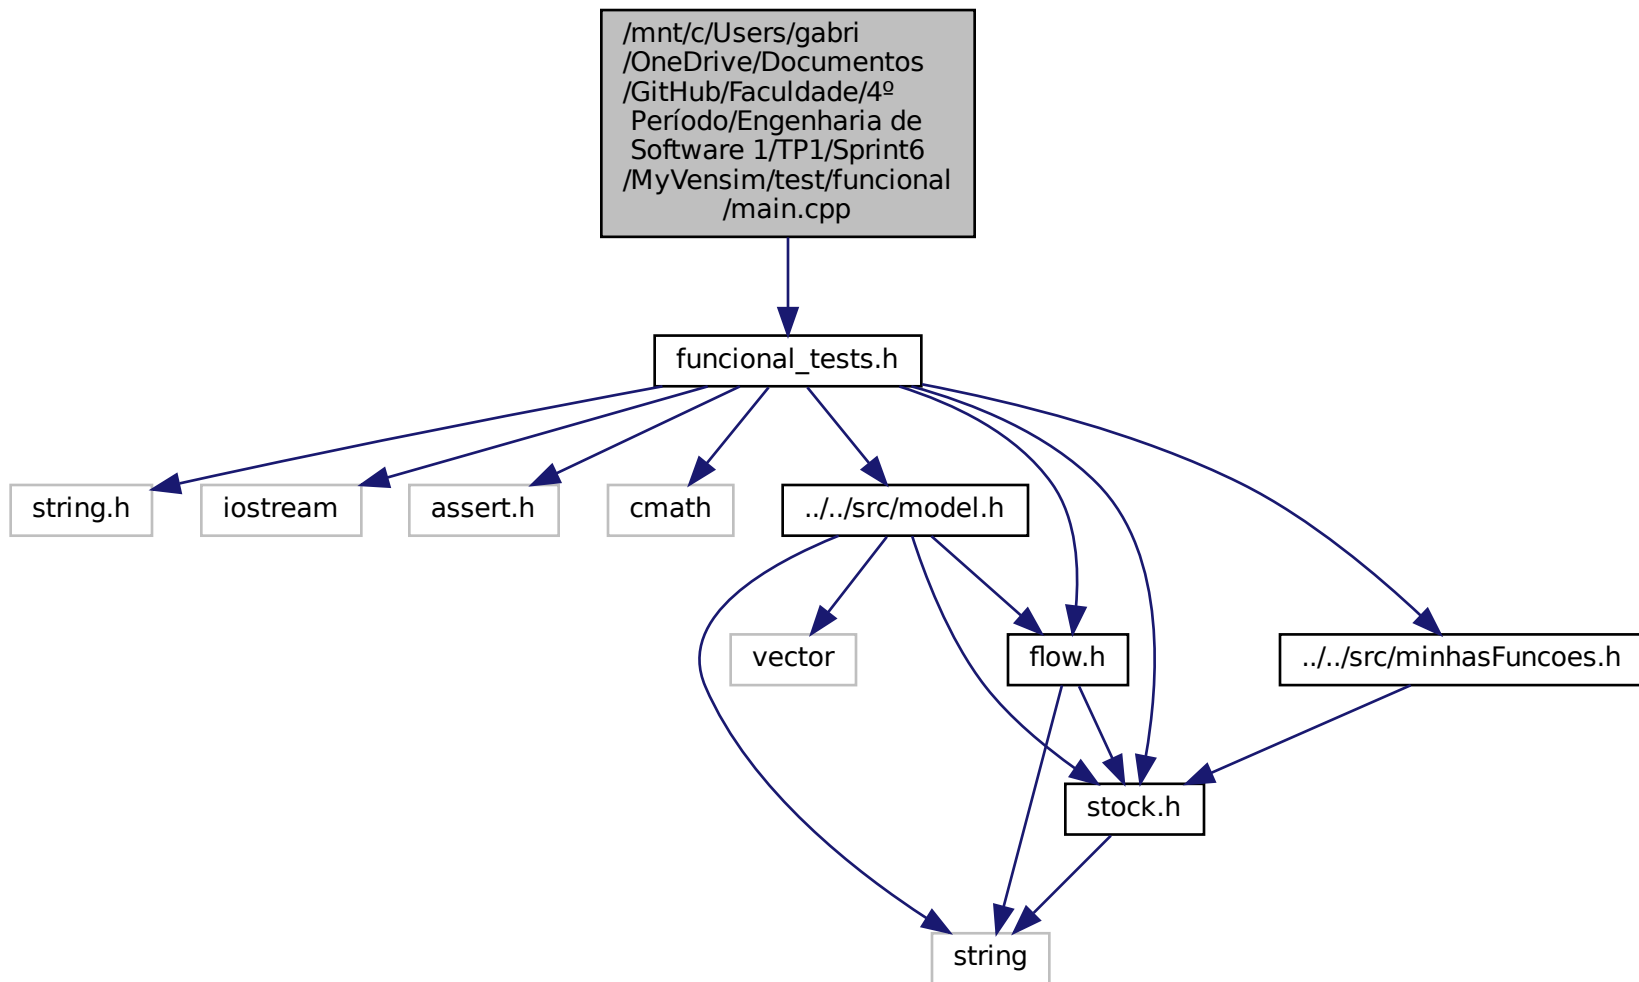 /mnt/c/Users/gabri
/OneDrive/Documentos
/GitHub/Faculdade/4º
Período/Engenharia de
Software 1/TP1/Sprint6
/MyVensim/test/funcional
/main.cpp
funcional_tests.h
string.h
iostream
assert.h
cmath
../../src/model.h
vector
flow.h
../../src/minhasFuncoes.h
stock.h
string